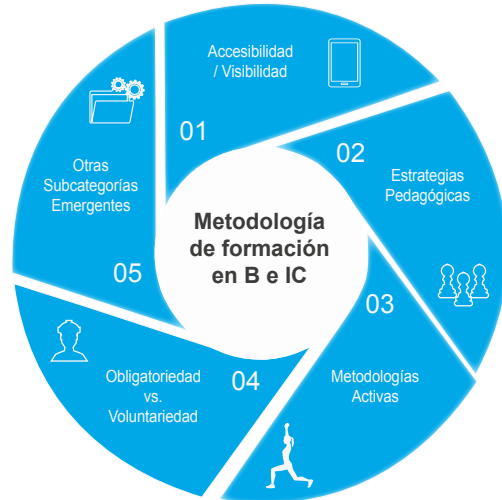 Metodología
de formación
en B e IC
01
Accesibilidad
/ Visibilidad
02
Estrategias
Pedagógicas
03
Metodologías
Activas
04
Obligatoriedad
vs.
Voluntariedad
05
Otras
Subcategorías
Emergentes